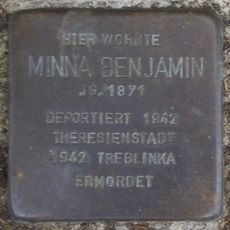 HIER WOHNTE
MINNA BENJAMIN
JG. 1871
DEPORTIERT 1942
THERESIENSTADT
1942 TREBLINKA
ERMORDET